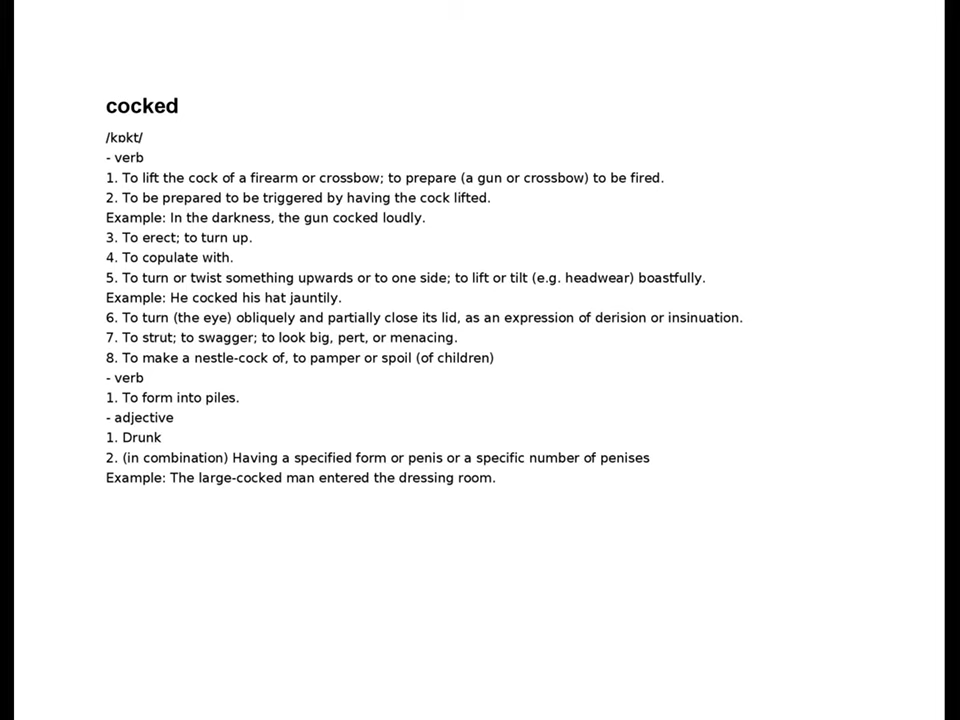 cocked
/kɒkt/
- verb
1. To lift the cock of a firearm or crossbow; to prepare (a gun or crossbow) to be fired.
2. To be prepared to be triggered by having the cock lifted.
Example: In the darkness, the gun cocked loudly.
3. To erect; to turn up.
4. To copulate with.
5. To turn or twist something upwards or to one side; to lift or tilt (e.g. headwear) boastfully.
Example: He cocked his hat jauntily.
6. To turn (the eye) obliquely and partially close its lid, as an expression of derision or insinuation.
7. To strut; to swagger; to look big, pert, or menacing.
8. To make a nestle-cock of, to pamper or spoil (of children)
- verb
1. To form into piles.
- adjective
1. Drunk
2. (in combination) Having a specified form or penis or a specific number of penises
Example: The large-cocked man entered the dressing room.